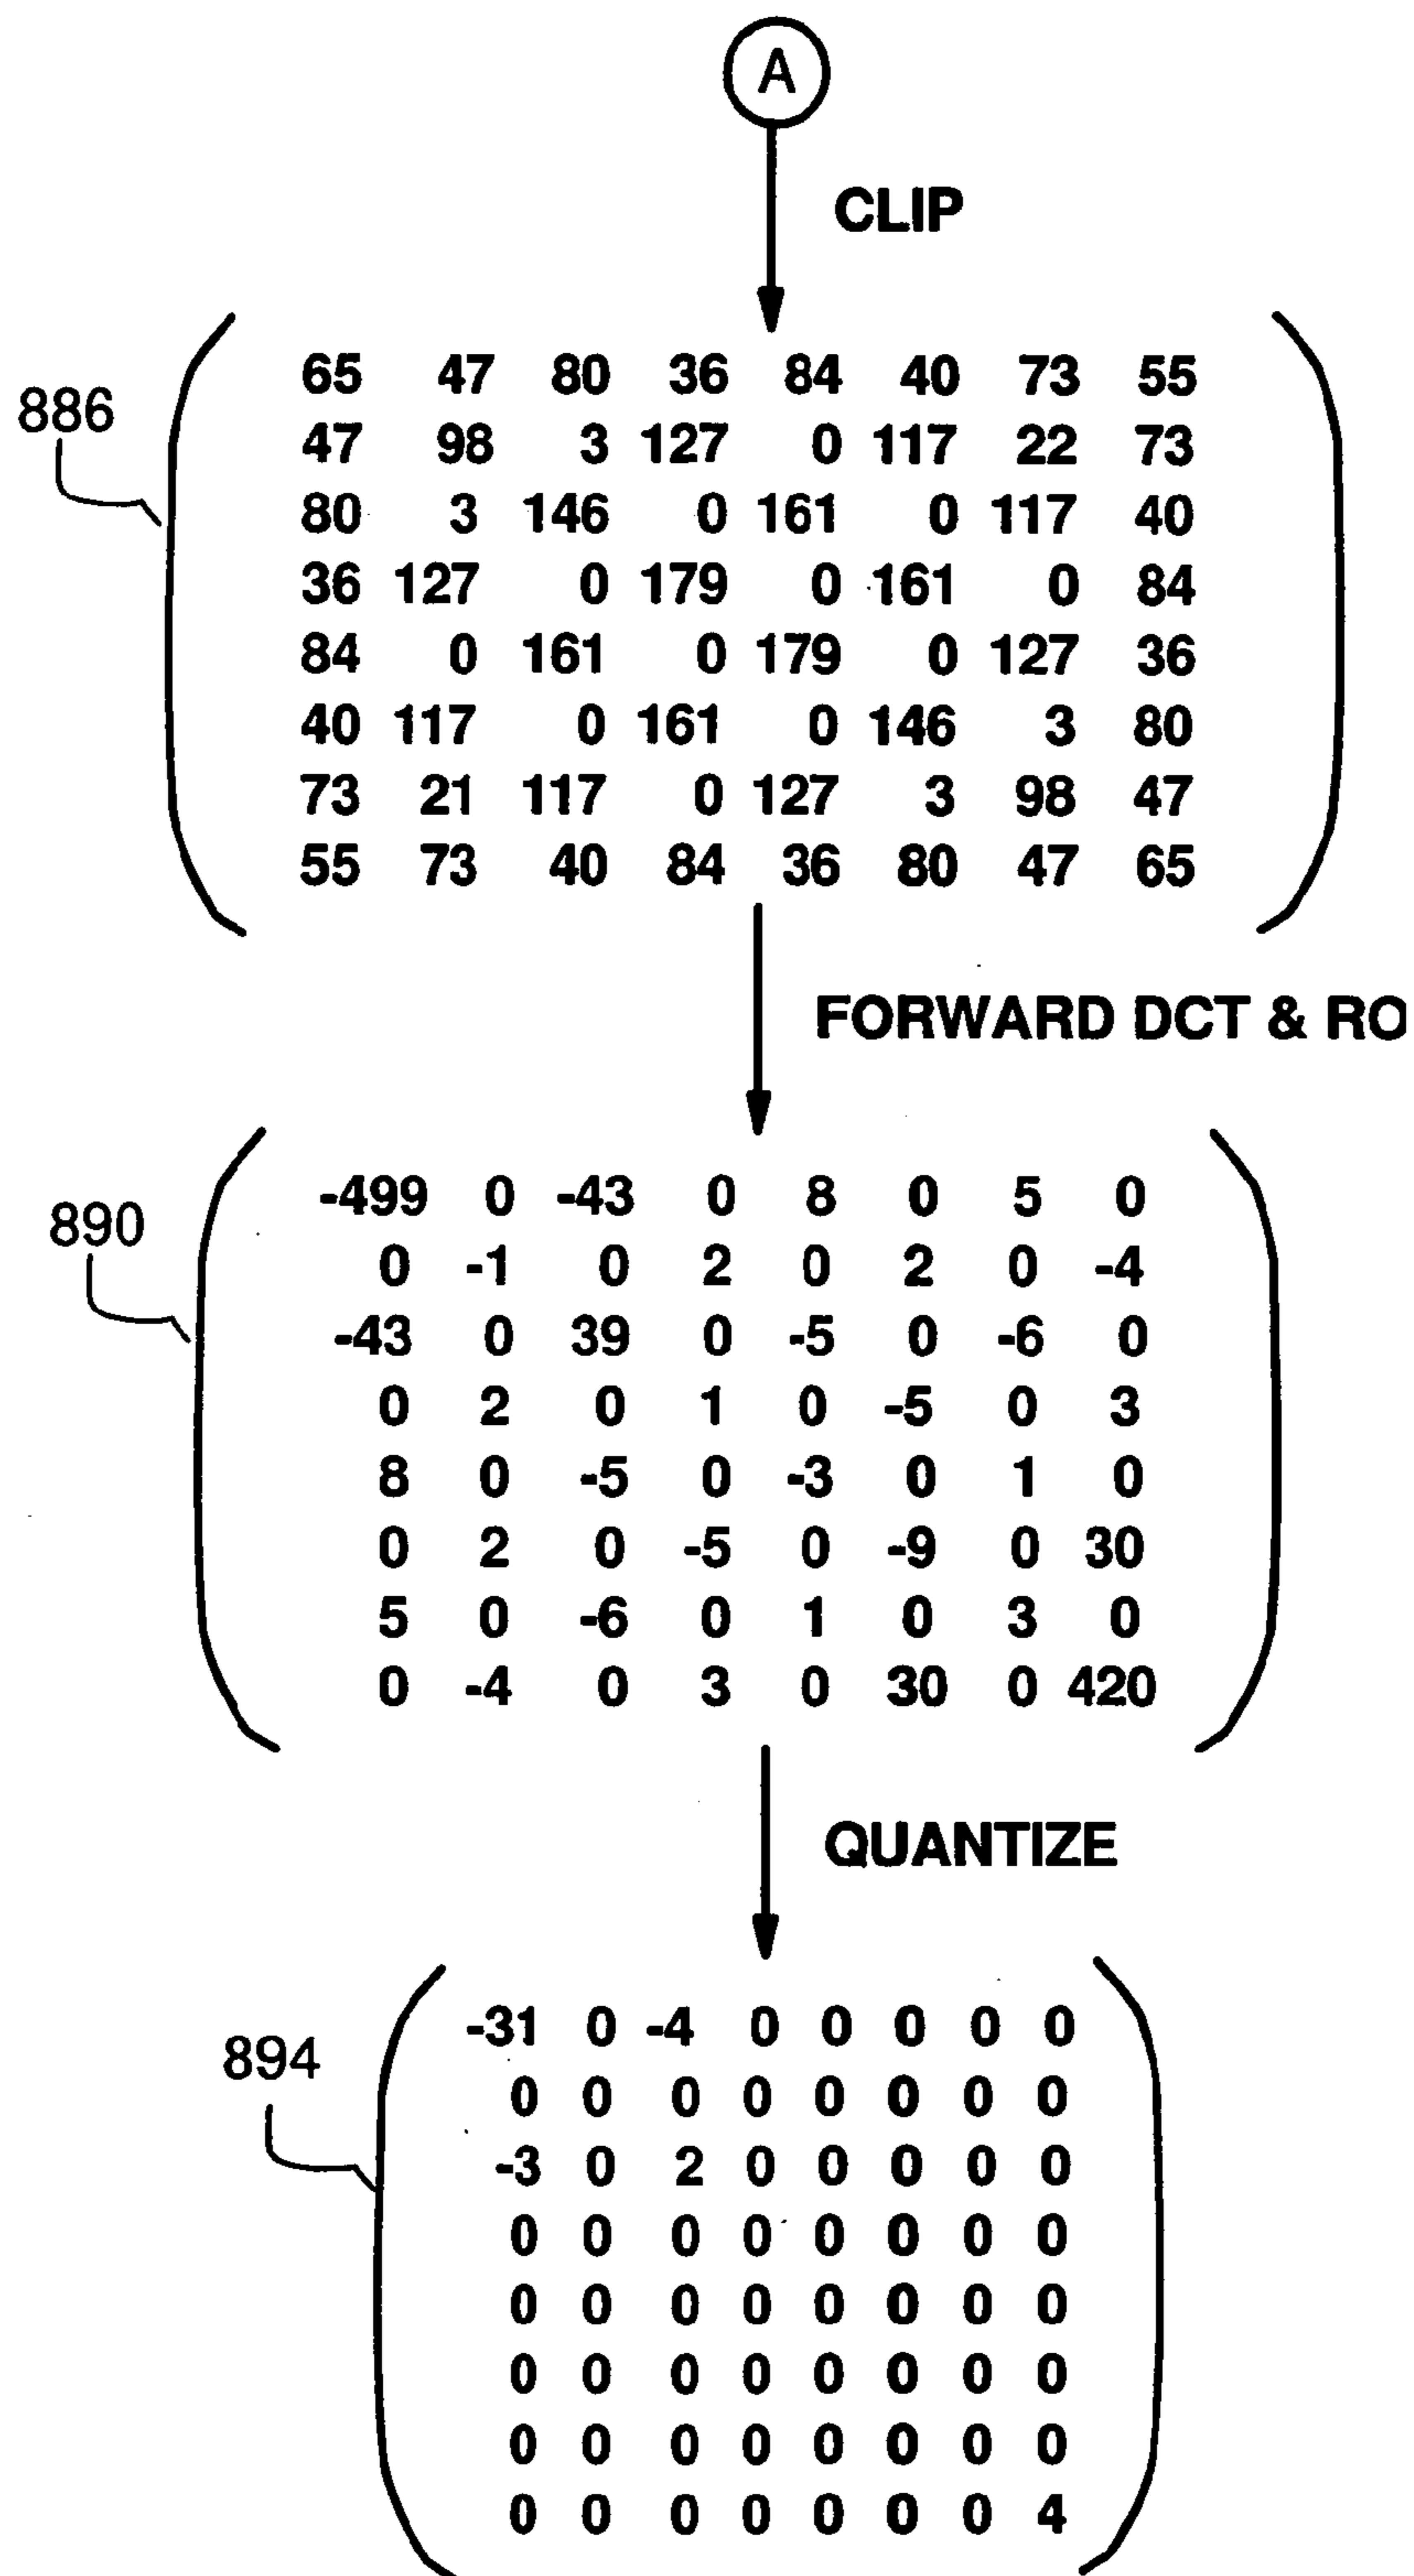 A
CLIP
886
65 47 80 36 84 40 73 55
47 98 3 127 0 117 22 73
80 3 146 0 161 0 117 40
36 127 0 179 0 161 0 84
84 0 161 0 179 0 127 36
40 117 0 161 0 146 3 80
73 21 117 0 127 3 98 47
55 73 40 84 36 80 47 65
FORWARD DCT & RO
890
-499 0 -43 0 8 0 5 0
0 -1 0 2 0 2 0 -4
-43 0 39 0 -5 0 -6 0
0 2 0 1 0 -5 0 3
8 0 -5 0 -3 0 1 0
0 2 0 -5 0 -9 0 30
5 0 -6 0 1 0 3 0
0 -4 0 3 0 30 0 420
QUANTIZE
894
-31 0 -4 0 0 0 0 0
0 0 0 0 0 0 0 0
-3 0 2 0 0 0 0 0
0 0 0 0 0 0 0 0
0 0 0 0 0 0 0 0
0 0 0 0 0 0 0 0
0 0 0 0 0 0 0 0
0 0 0 0 0 0 0 4